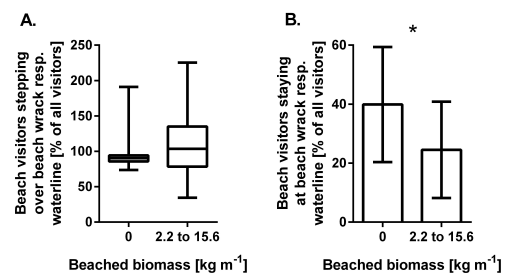 A.
Beach visitors stepping
over beach wrack resp.
waterline [% of all visitors]
250
200
150
100
50
0
0
2.2 to 15.6
Beached biomass [kg m⁻¹]
B.
*
Beach visitors staying
at beach wrack resp.
waterline [% of all visitors]
60
40
20
0
0
2.2 to 15.6
Beached biomass [kg m⁻¹]